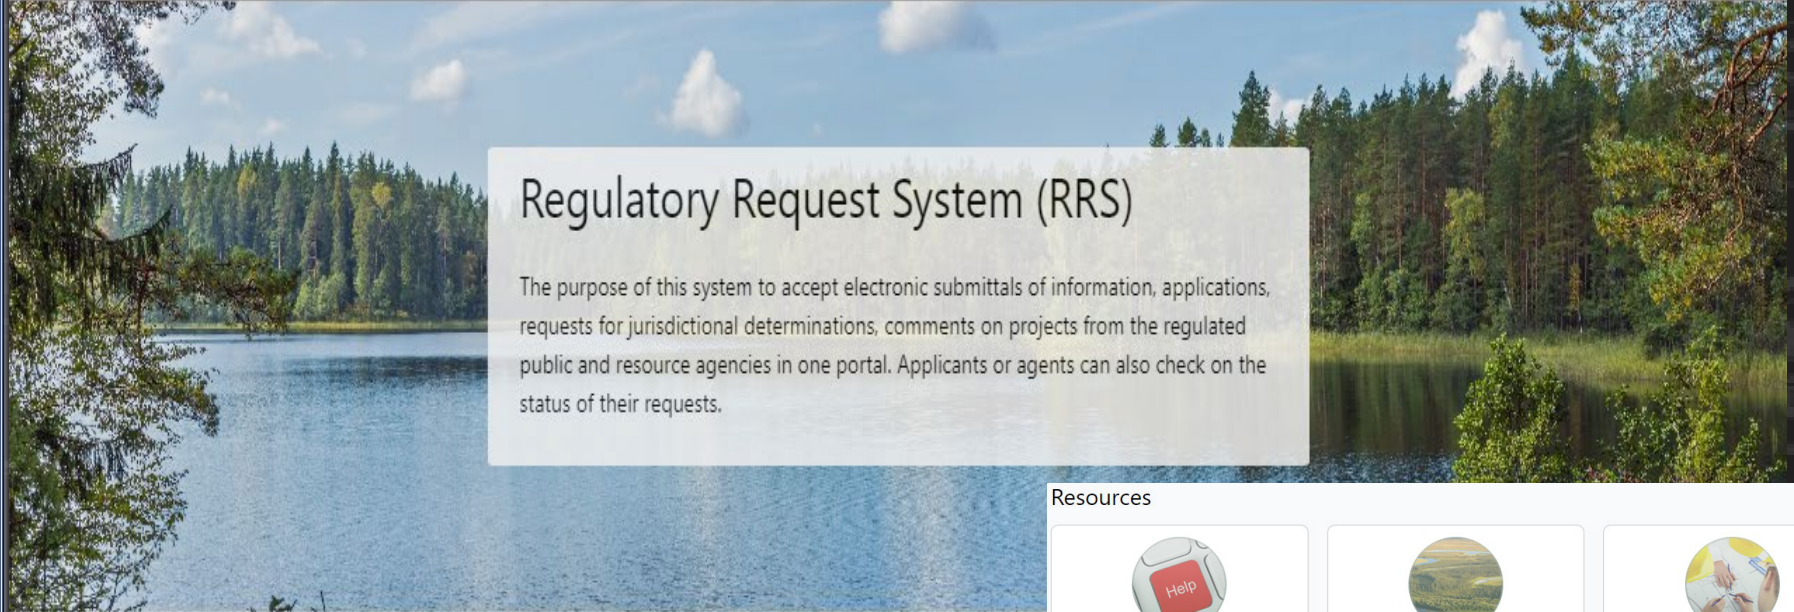 Regulatory Request System (RRS)
The purpose of this system to accept electronic submittals of information, applications,
requests for jurisdictional determinations, comments on projects from the regulated
public and resource agencies in one portal. Applicants or agents can also check on the
status of their requests.
Resources
Help